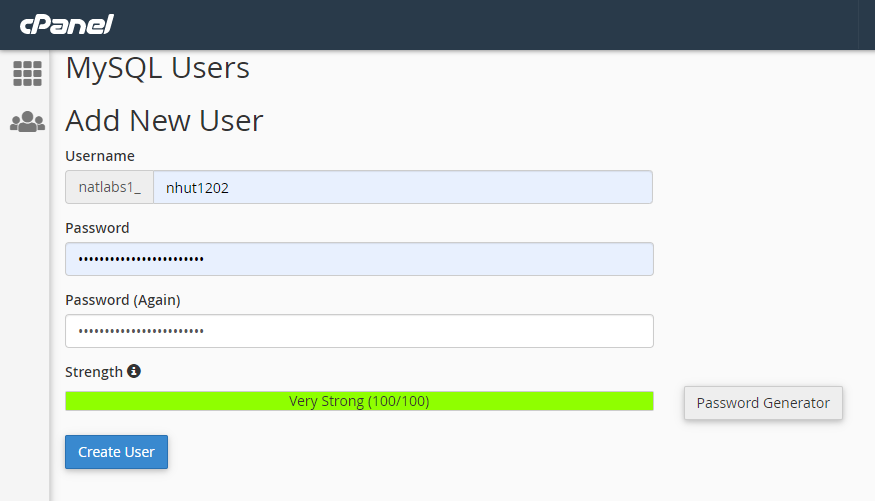 cPanel
MySQL Users
Add New User
Username
natlabs1_ nhut1202
Password
••••••••••••••••••••••••
Password (Again)
••••••••••••••••••••••••
Strength
Very Strong (100/100)
Password Generator
Create User